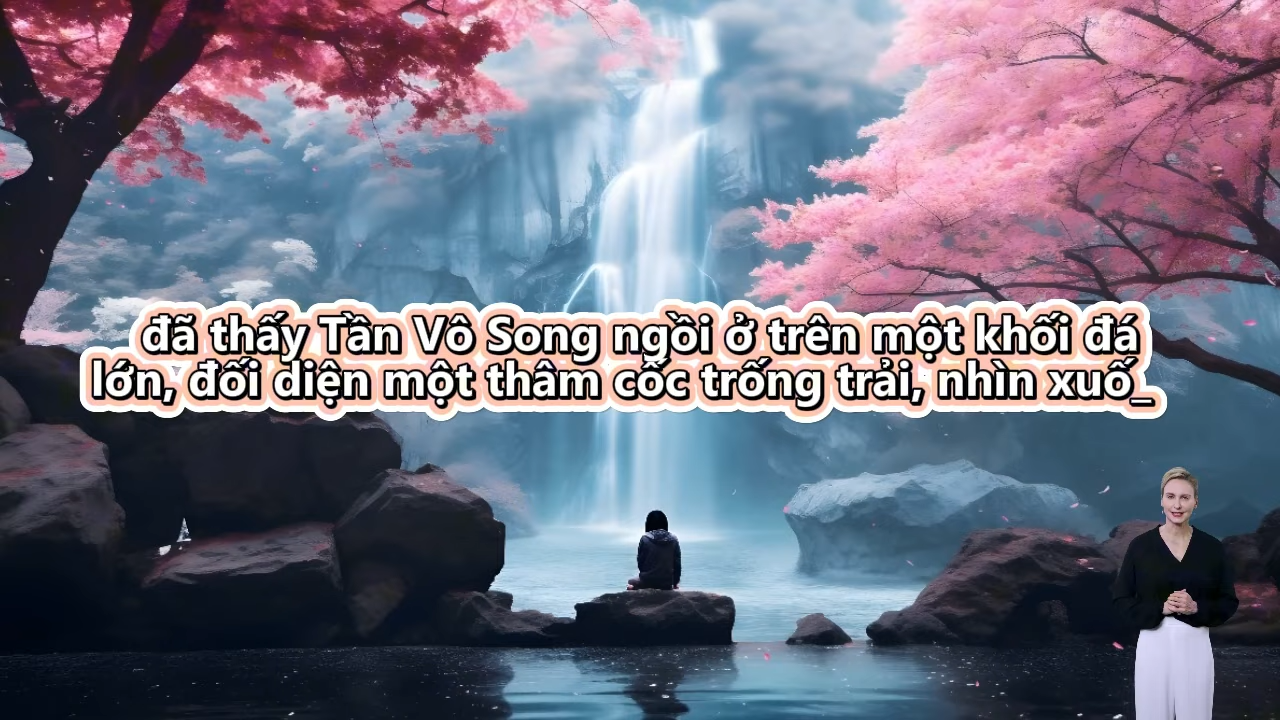 đã thấy Tần Vô Song ngồi ở trên một khối đá
lớn, đối diện một thâm cốc trống trải, nhìn xuố_